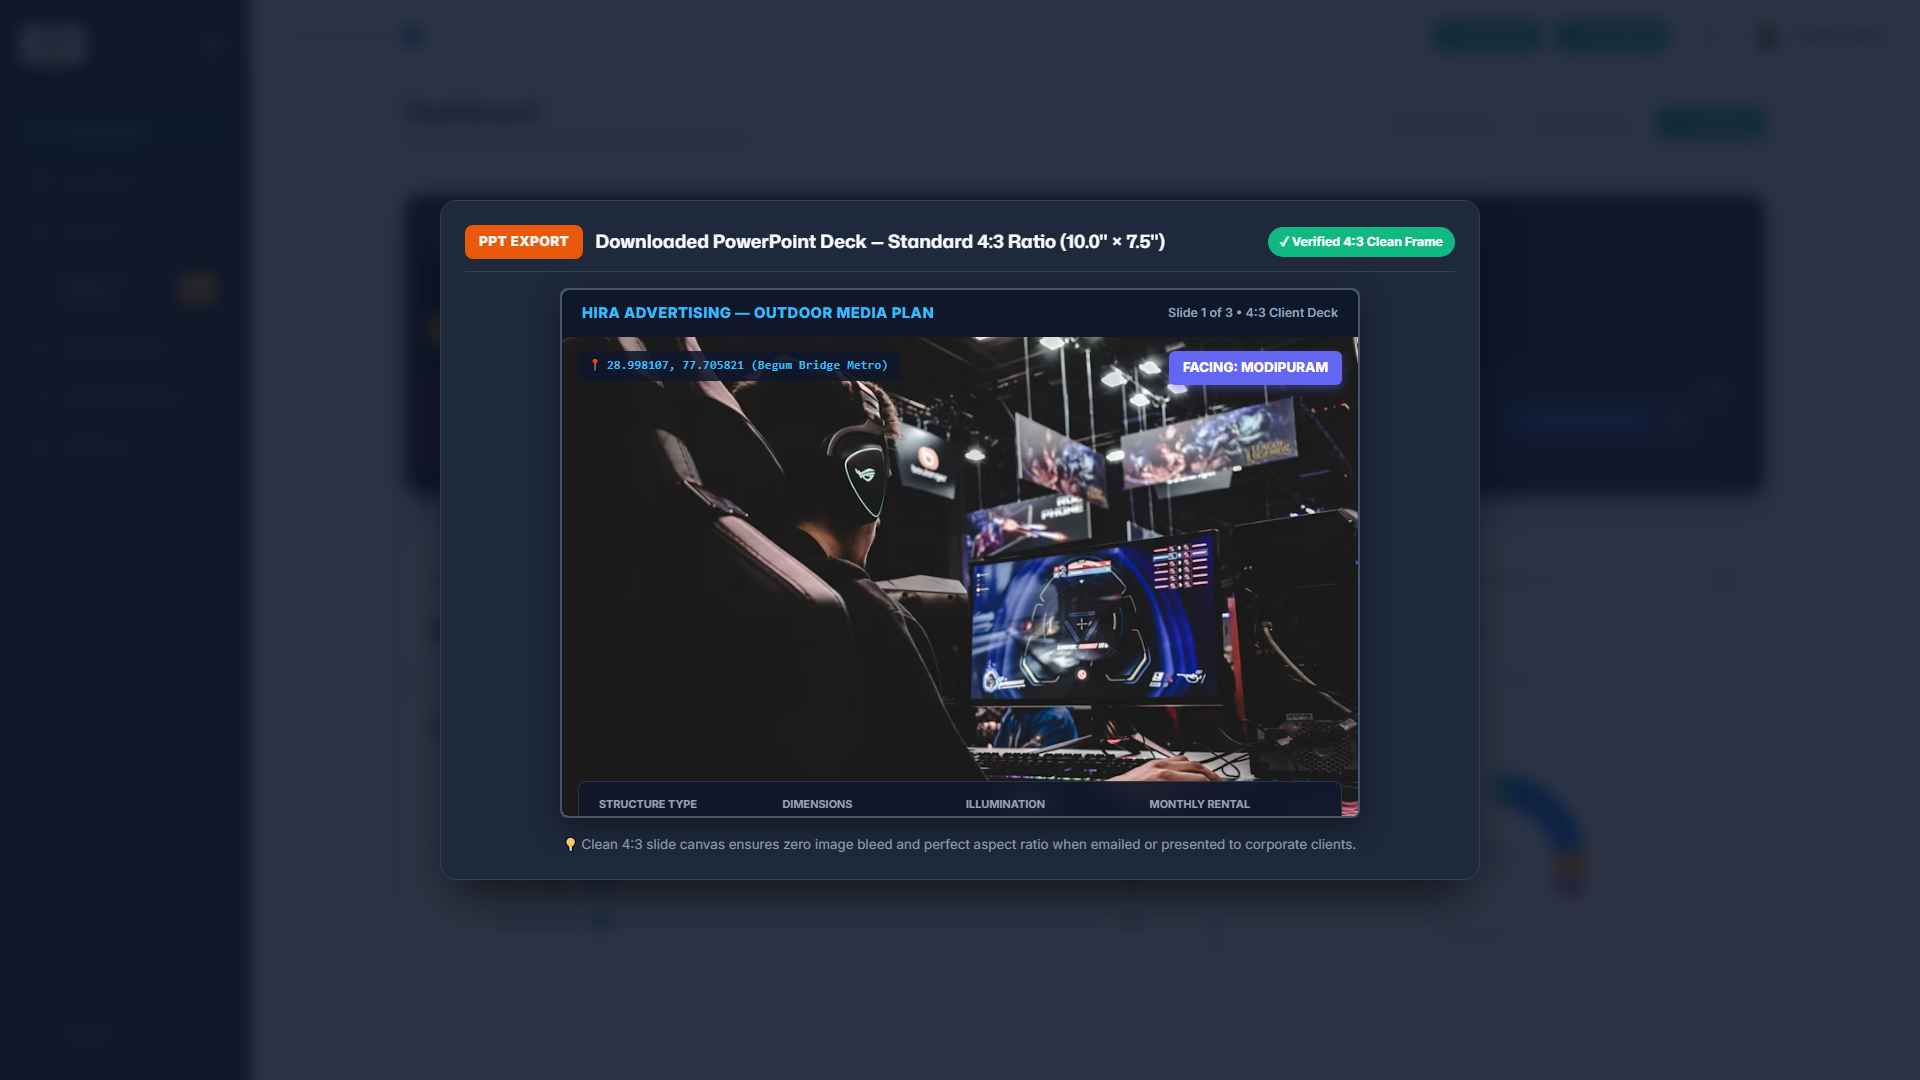 PPT EXPORT
Downloaded PowerPoint Deck – Standard 4:3 Ratio (10.0" × 7.5")
✓ Verified 4:3 Clean Frame
HIRA ADVERTISING — OUTDOOR MEDIA PLAN
Slide 1 of 3 • 4:3 Client Deck
📍 28.998107, 77.705821 (Begum Bridge Metro)
FACING: MODIPURAM
boulanger
LEGENDS
PHONE
STRUCTURE TYPE
DIMENSIONS
ILLUMINATION
MONTHLY RENTAL
💡 Clean 4:3 slide canvas ensures zero image bleed and perfect aspect ratio when emailed or presented to corporate clients.